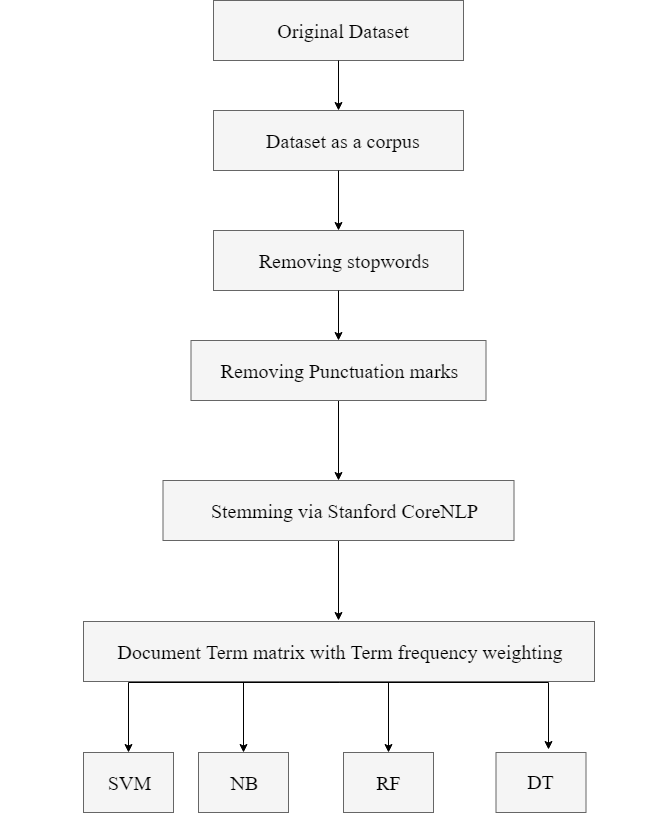 Original Dataset
Dataset as a corpus
Removing stopwords
Removing Punctuation marks
Stemming via Stanford CoreNLP
Document Term matrix with Term frequency weighting
SVM
NB
RF
DT